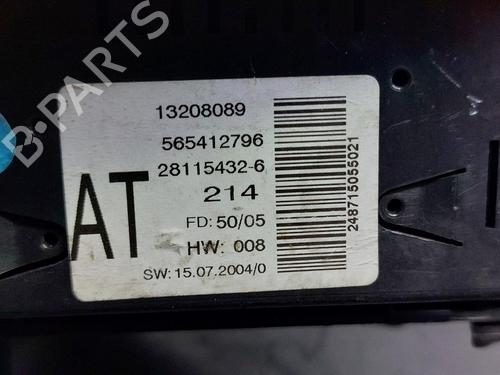 B-PARTS
13208089
565412796
28115432-6
AT
214
FD: 50/05
HW: 008
SW: 15.07.2004/0
248715055021